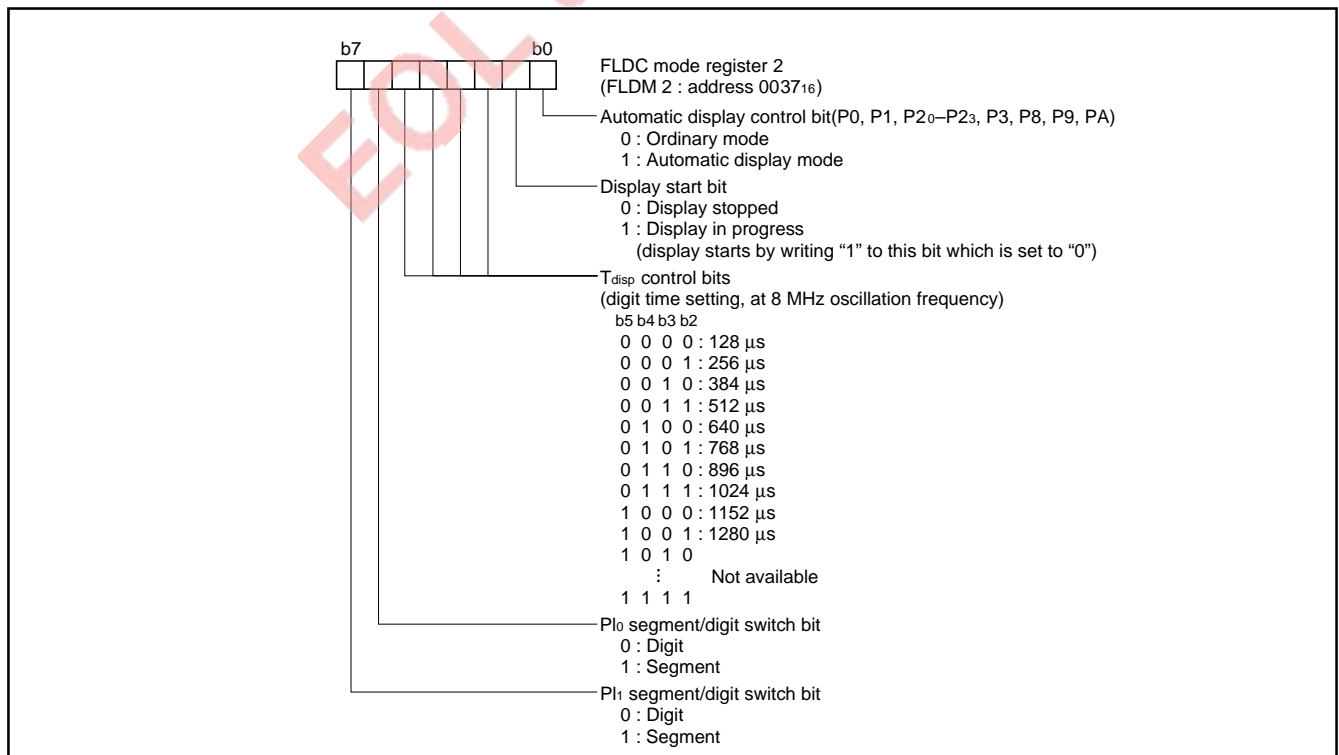 EOL
b7 b0
FLDC mode register 2
(FLDM 2 : address 003716)
Automatic display control bit(P0, P1, P20–P23, P3, P8, P9, PA)
0 : Ordinary mode
1 : Automatic display mode
Display start bit
0 : Display stopped
1 : Display in progress
(display starts by writing “1” to this bit which is set to “0”)
Tdisp control bits
(digit time setting, at 8 MHz oscillation frequency)
b5 b4 b3 b2
0 0 0 0 : 128 μs
0 0 0 1 : 256 μs
0 0 1 0 : 384 μs
0 0 1 1 : 512 μs
0 1 0 0 : 640 μs
0 1 0 1 : 768 μs
0 1 1 0 : 896 μs
0 1 1 1 : 1024 μs
1 0 0 0 : 1152 μs
1 0 0 1 : 1280 μs
1 0 1 0
⋮ Not available
1 1 1 1
PI0 segment/digit switch bit
0 : Digit
1 : Segment
PI1 segment/digit switch bit
0 : Digit
1 : Segment